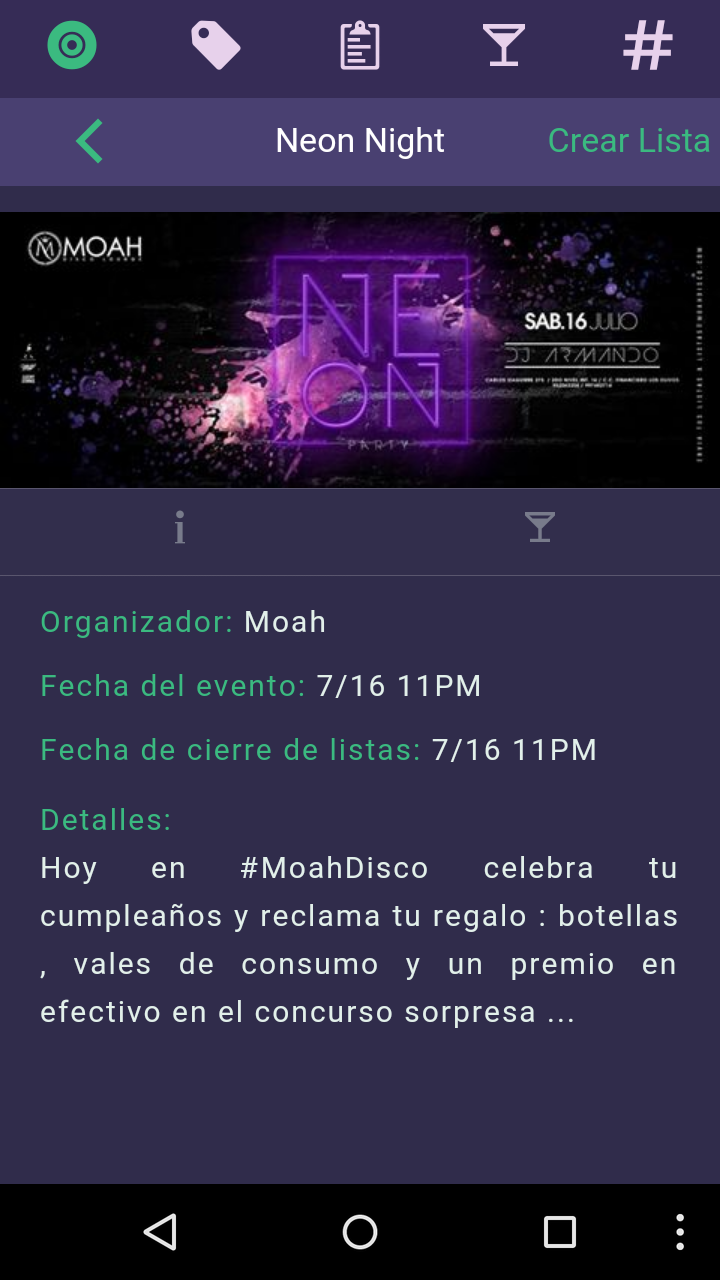 #
Neon Night
Crear Lista
MOAH
NE
ON
PARTY
SAB.16 JULIO
DJ ARMANDO
i
Organizador: Moah
Fecha del evento: 7/16 11PM
Fecha de cierre de listas: 7/16 11PM
Detalles:
Hoy en #MoahDisco celebra tu
cumpleaños y reclama tu regalo : botellas
, vales de consumo y un premio en
efectivo en el concurso sorpresa ...